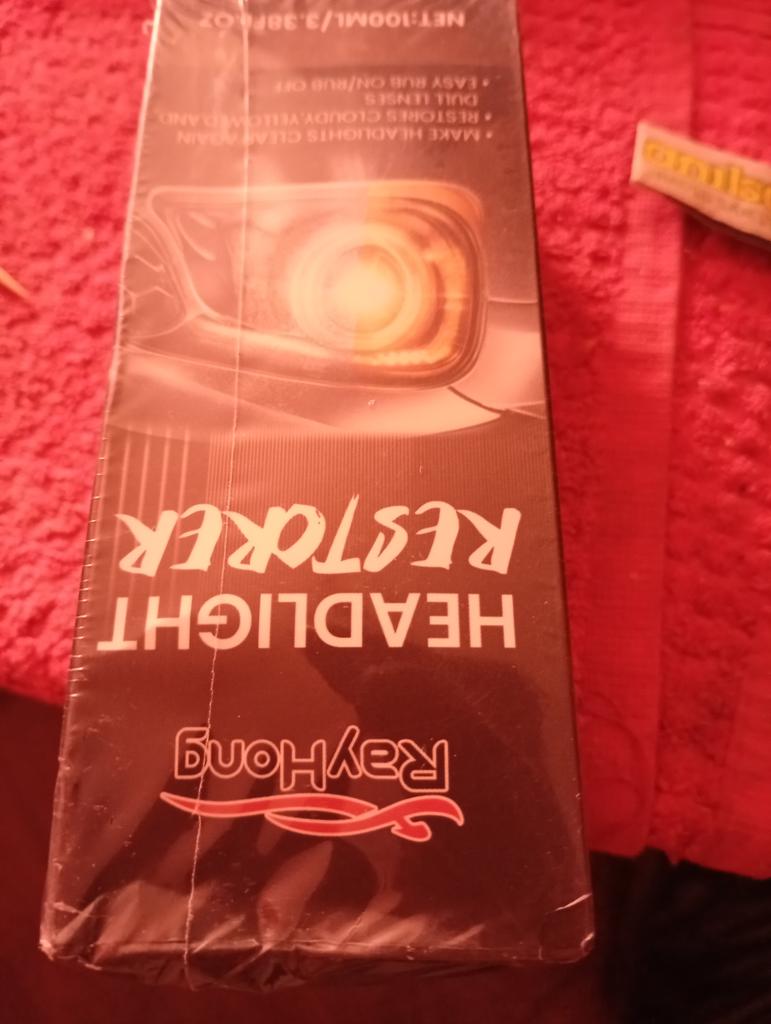 RayHong
HEADLIGHT
RESTORER
• MAKE HEADLIGHTS CLEAR AGAIN
• RESTORES CLOUDY,YELLOWED,AND
DULL LENSES
• EASY RUB ON/RUB OFF
NET:100ML/3.38Fl.OZ